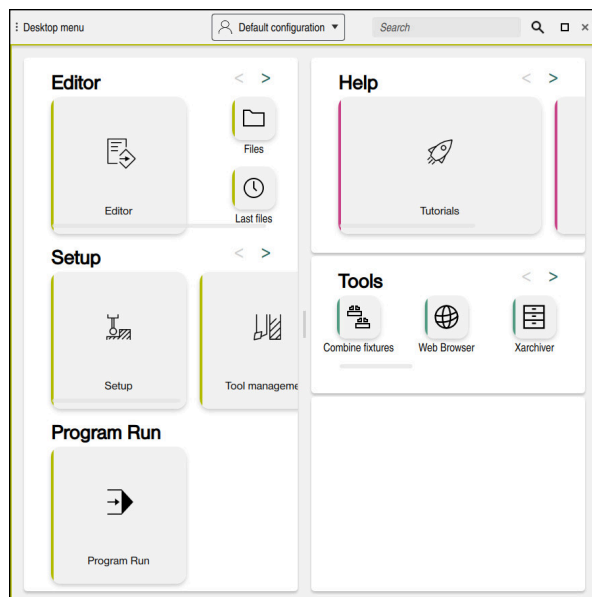 Desktop menu
Default configuration
Search
Editor
Editor
Files
Last files
Setup
Setup
Tool manageme
Program Run
Program Run
Help
Tutorials
Tools
Combine fixtures
Web Browser
Xarchiver